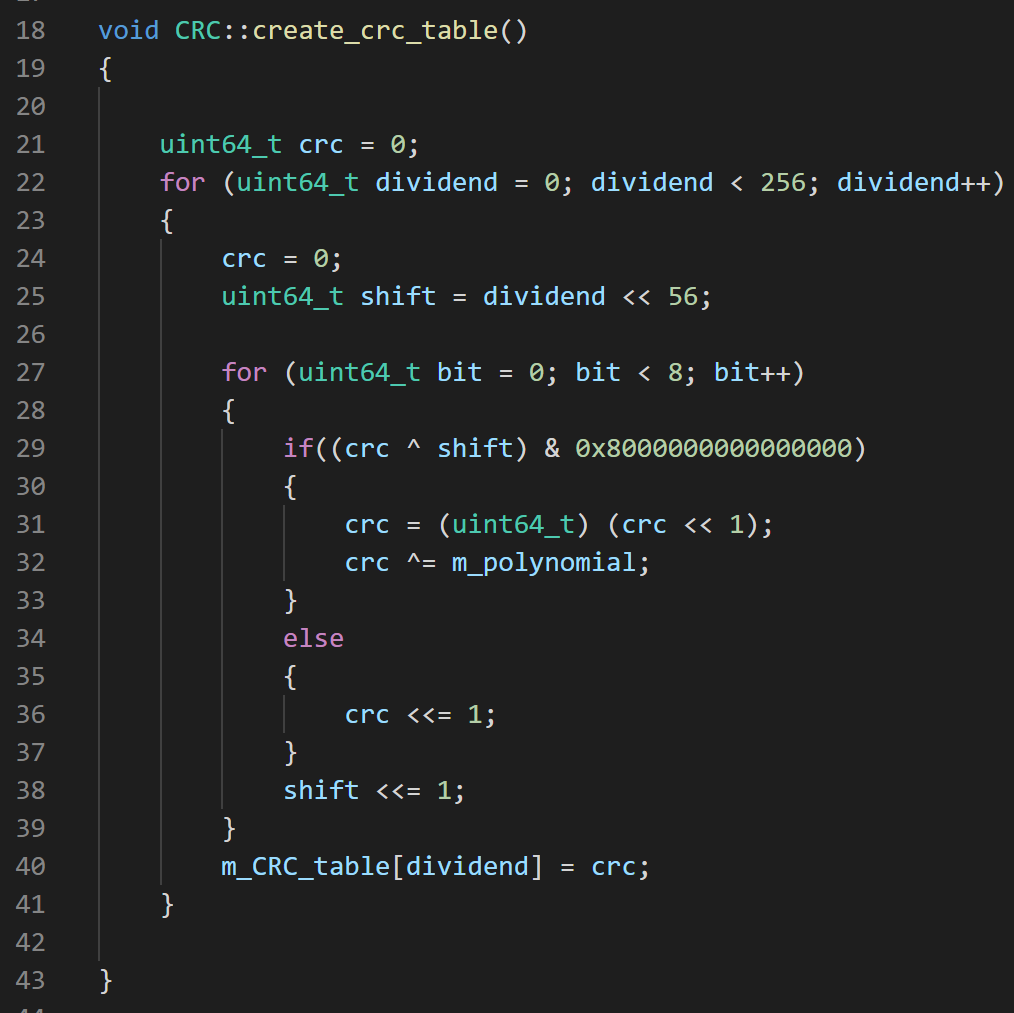 18 void CRC::create_crc_table()
19 {
20
21 uint64_t crc = 0;
22 for (uint64_t dividend = 0; dividend < 256; dividend++)
23 {
24 crc = 0;
25 uint64_t shift = dividend << 56;
26
27 for (uint64_t bit = 0; bit < 8; bit++)
28 {
29 if((crc ^ shift) & 0x8000000000000000)
30 {
31 crc = (uint64_t) (crc << 1);
32 crc ^= m_polynomial;
33 }
34 else
35 {
36 crc <<= 1;
37 }
38 shift <<= 1;
39 }
40 m_CRC_table[dividend] = crc;
41 }
42
43 }